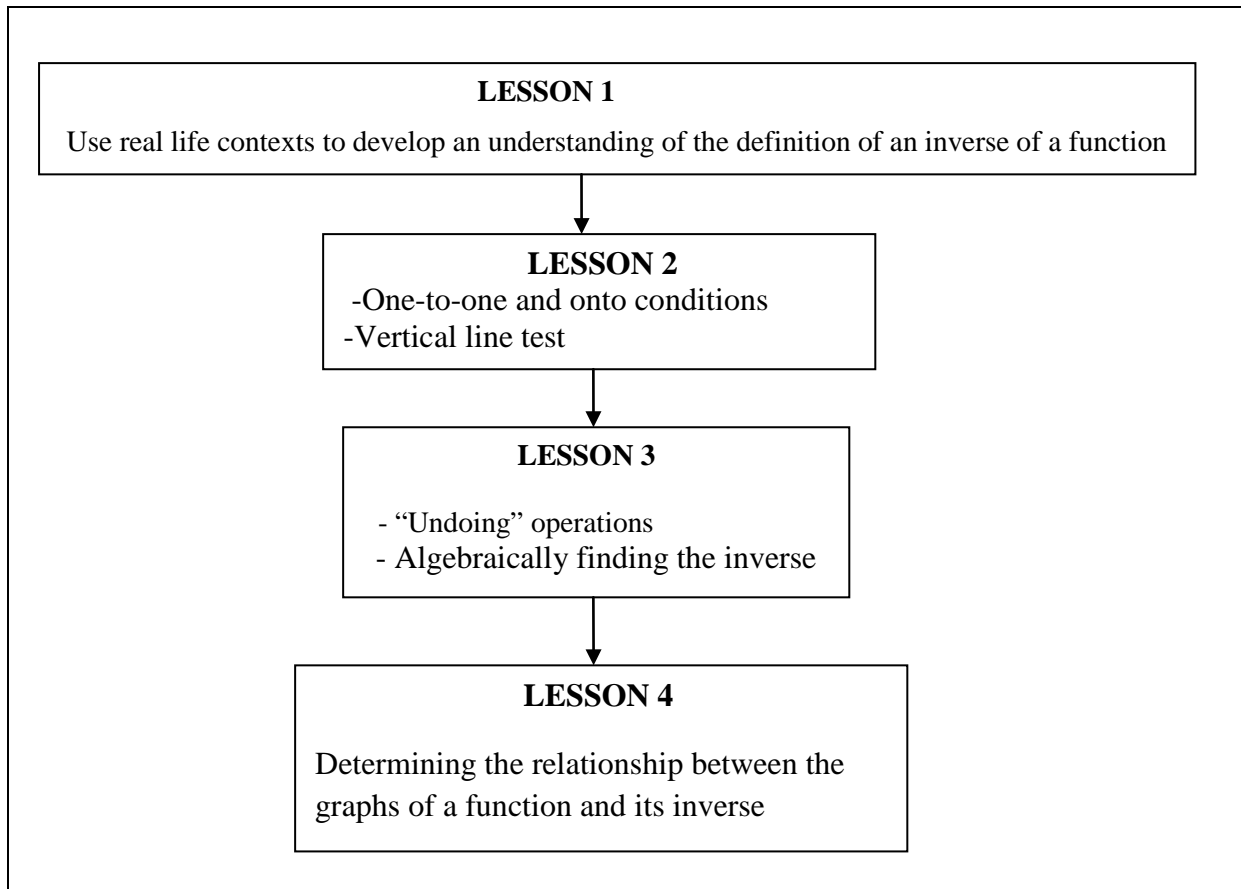 LESSON 1
Use real life contexts to develop an understanding of the definition of an inverse of a function
LESSON 2
-One-to-one and onto conditions
-Vertical line test
LESSON 3
- “Undoing” operations
- Algebraically finding the inverse
LESSON 4
Determining the relationship between the
graphs of a function and its inverse